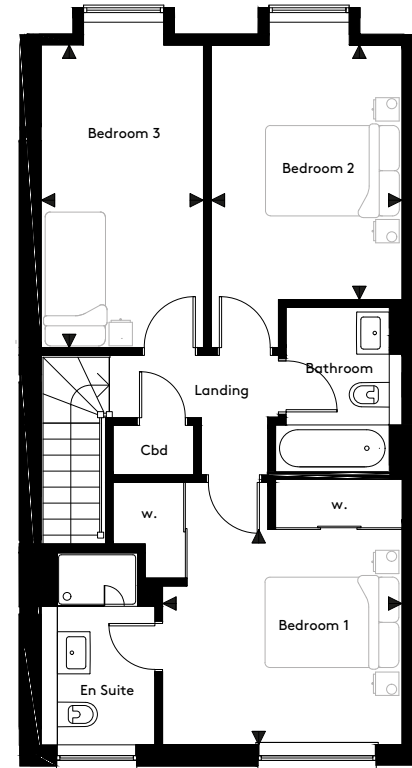 Bedroom 3
Bedroom 2
Bathroom
Landing
Cbd
w.
w.
Bedroom 1
En Suite